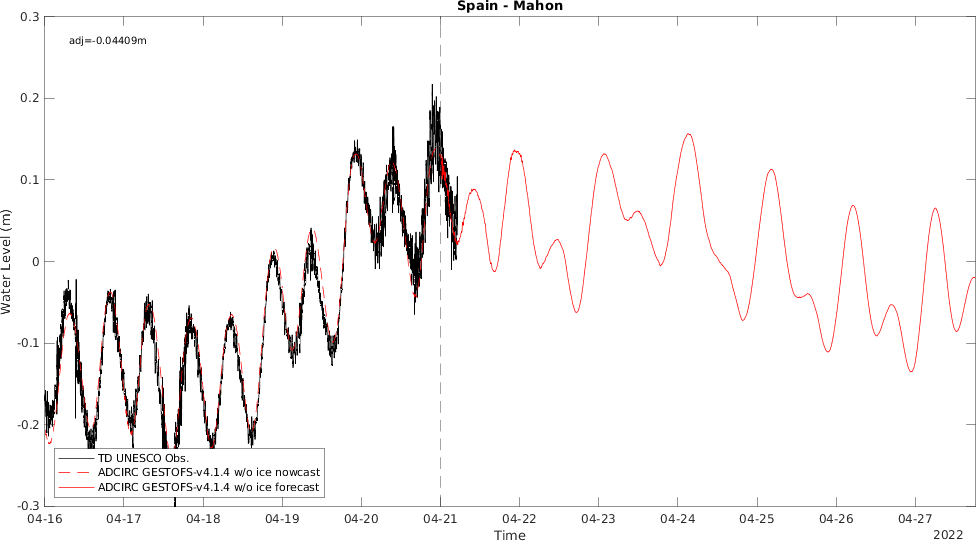 Spain - Mahon
adj=-0.04409m
Water Level (m)
0.3
0.2
0.1
0
-0.1
-0.2
-0.3
TD UNESCO Obs.
ADCIRC GESTOFS-v4.1.4 w/o ice nowcast
ADCIRC GESTOFS-v4.1.4 w/o ice forecast
04-16 04-17 04-18 04-19 04-20 04-21 04-22 04-23 04-24 04-25 04-26 04-27
Time
2022